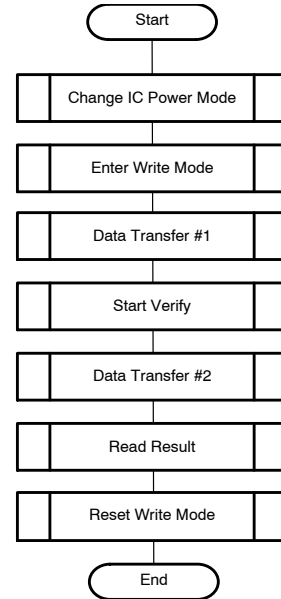 Start
Change IC Power Mode
Enter Write Mode
Data Transfer #1
Start Verify
Data Transfer #2
Read Result
Reset Write Mode
End